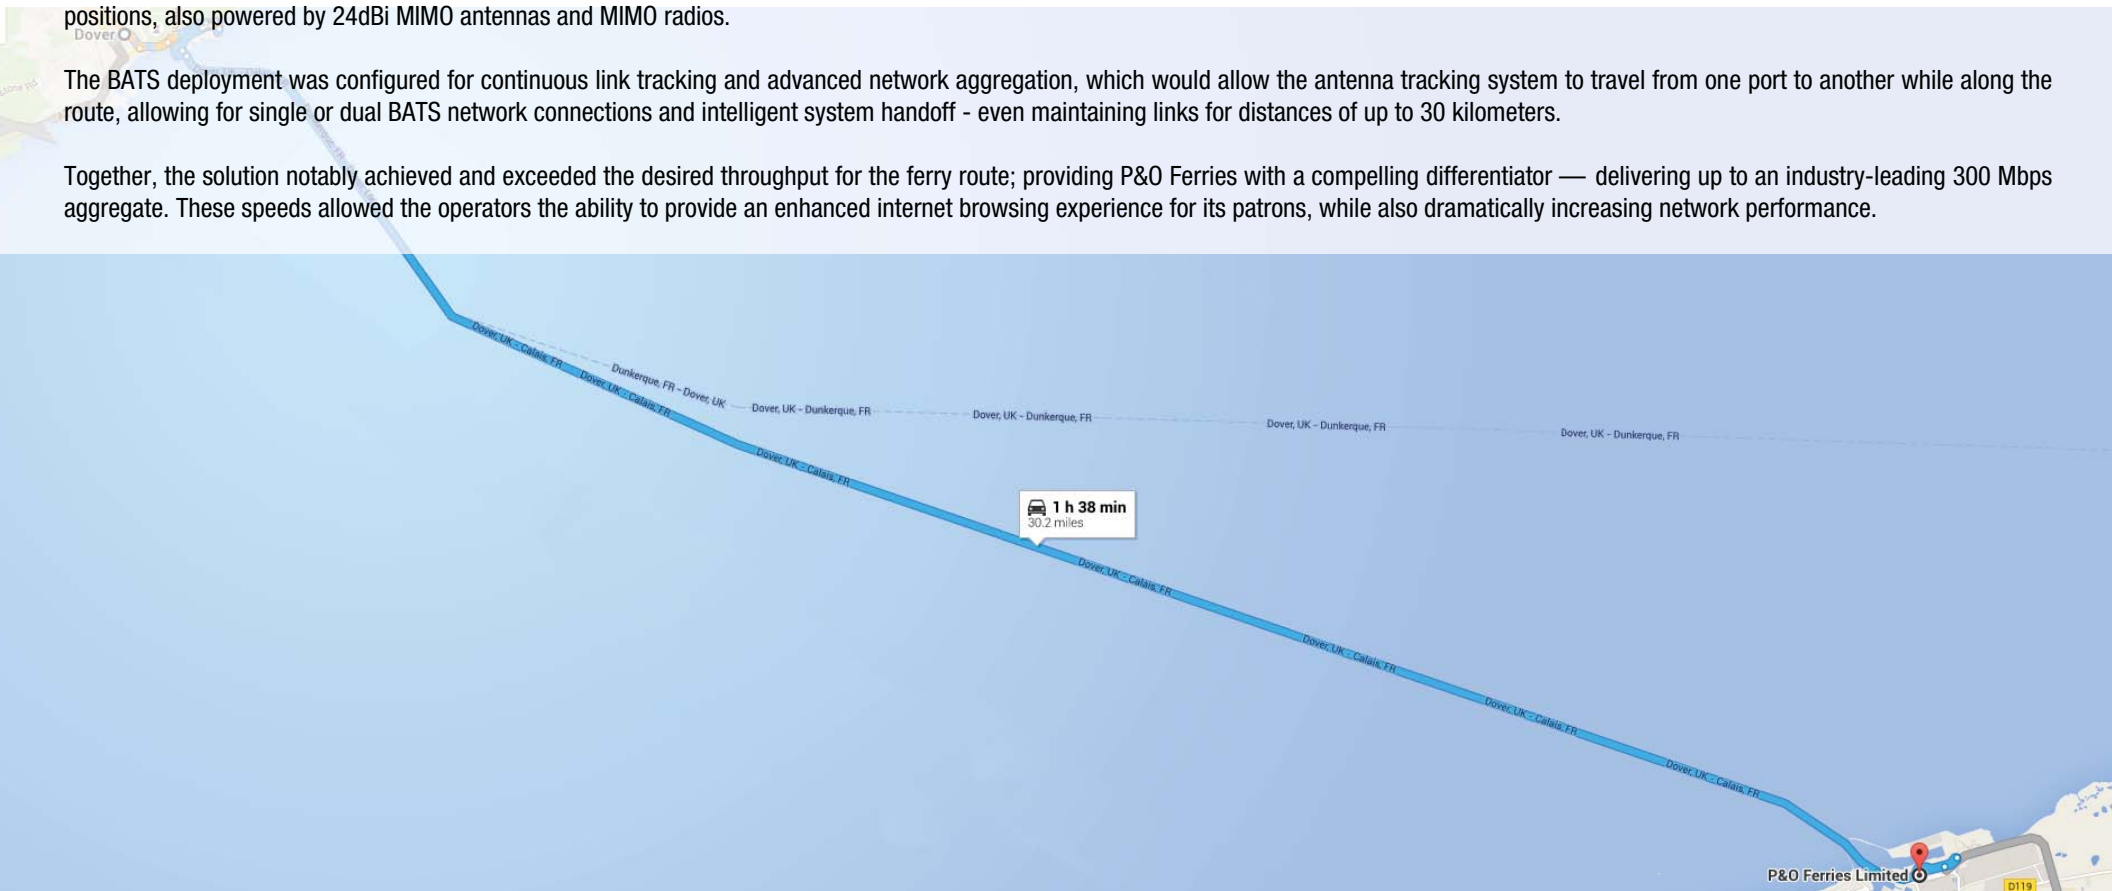 positions, also powered by 24dBi MIMO antennas and MIMO radios.
Dover
The BATS deployment was configured for continuous link tracking and advanced network aggregation, which would allow the antenna tracking system to travel from one port to another while along the
route, allowing for single or dual BATS network connections and intelligent system handoff - even maintaining links for distances of up to 30 kilometers.
Together, the solution notably achieved and exceeded the desired throughput for the ferry route; providing P&O Ferries with a compelling differentiator — delivering up to an industry-leading 300 Mbps
aggregate. These speeds allowed the operators the ability to provide an enhanced internet browsing experience for its patrons, while also dramatically increasing network performance.
Dover, UK - Calais, FR
Dunkerque, FR - Dover, UK
Dover, UK - Calais, FR
Dover, UK - Dunkerque, FR
Dover, UK - Dunkerque, FR
Dover, UK - Dunkerque, FR
Dover, UK - Dunkerque, FR
Dover, UK - Calais, FR
1 h 38 min
30.2 miles
Dover, UK - Calais, FR
Dover, UK - Calais, FR
Dover, UK - Calais, FR
Dover, UK - Calais, FR
P&O Ferries Limited
D119